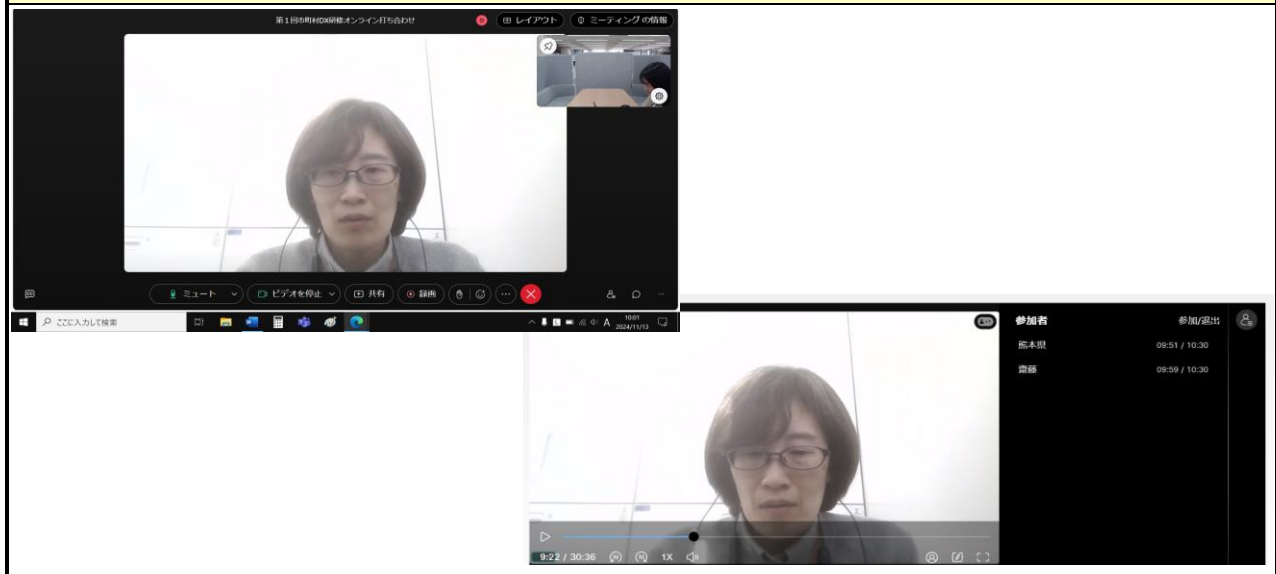 第1回市町村DX研修オンライン打ち合わせ
レイアウト
ミーティングの情報
ミュート
ビデオを停止
共有
録画
ここに入力して検索
A
10:01
2024/11/13
参加者 参加/退出
熊本県 09:51 / 10:30
齋藤 09:59 / 10:30
9:22 / 30:36
1X